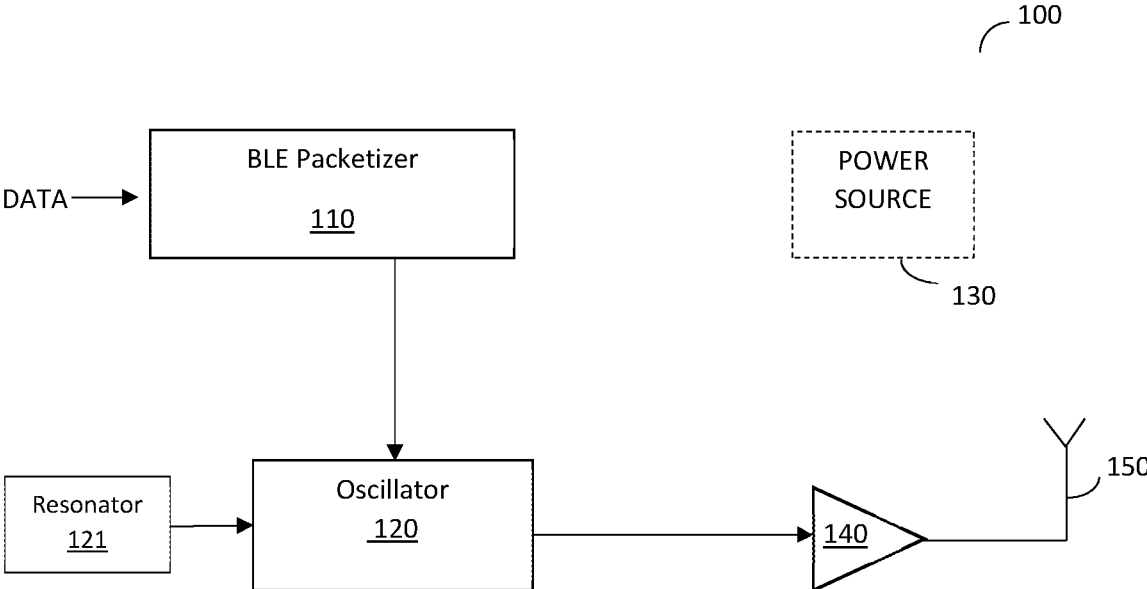 100
BLE Packetizer
110
DATA
POWER
SOURCE
130
Resonator
121
Oscillator
120
140
150